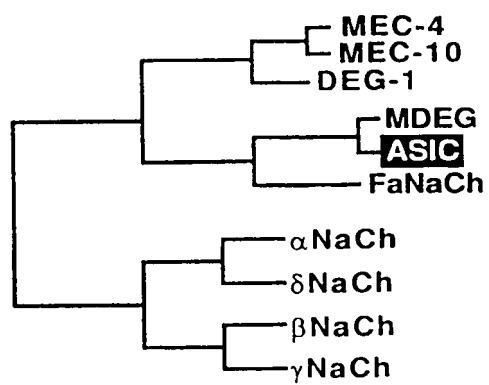 MEC-4
MEC-10
DEG-1
MDEG
ASIC
FaNaCh
αNaCh
δNaCh
βNaCh
γNaCh